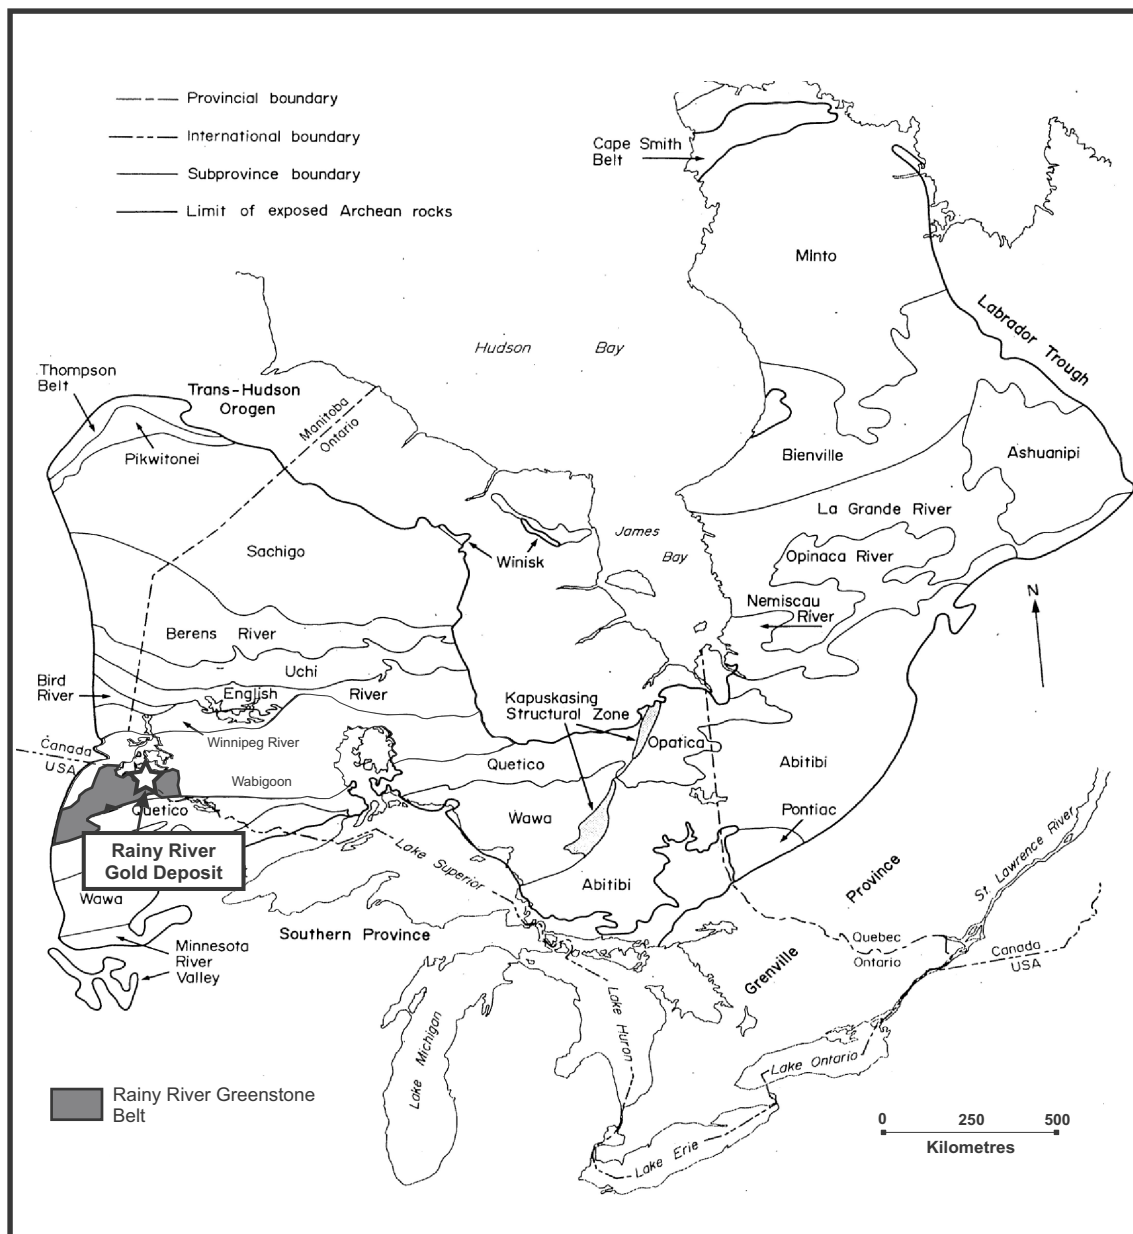 Provincial boundary
International boundary
Subprovince boundary
Limit of exposed Archean rocks
Cape Smith
Belt
Minto
Labrador Trough
Hudson Bay
Thompson
Belt
Trans-Hudson
Orogen
Manitoba
Ontario
Pikwitonei
Bienville
Ashuanipi
La Grande River
Sachigo
Winisk
James
Bay
Opinaca River
Nemiscau
River
N
Berens River
Uchi
Bird
River
English River
Kapuskasing
Structural Zone
Winnipeg River
Canada
USA
Opatica
Quetico
Abitibi
Wabigoon
Quetico
Wawa
Pontiac
Rainy River
Gold Deposit
Lake Superior
Abitibi
St. Lawrence River
Wawa
Province
Southern Province
Minnesota
River
Valley
Quebec
Ontario
Canada
USA
Grenville
Lake Huron
Lake Michigan
Lake Ontario
Rainy River Greenstone
Belt
0 250 500
Kilometres
Lake Erie